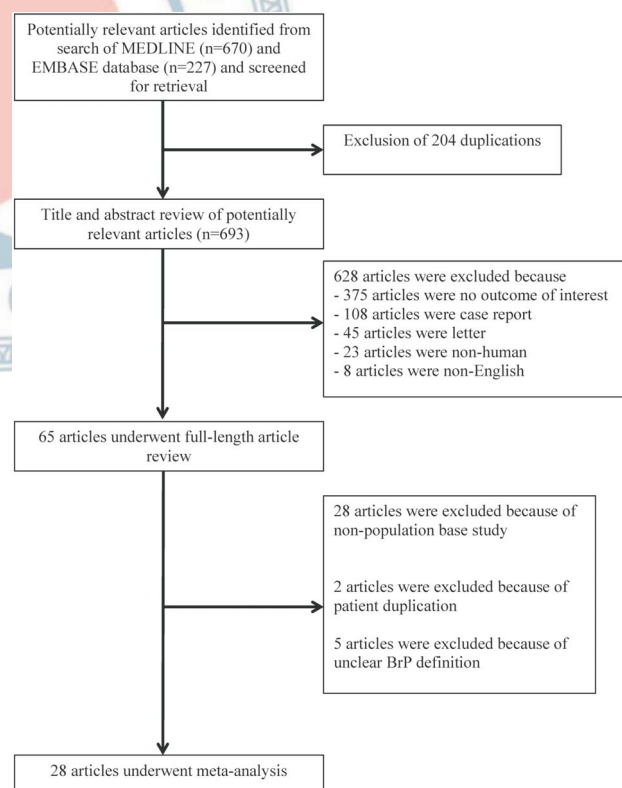 Potentially relevant articles identified from
search of MEDLINE (n=670) and
EMBASE database (n=227) and screened
for retrieval
Exclusion of 204 duplications
Title and abstract review of potentially
relevant articles (n=693)
628 articles were excluded because
- 375 articles were no outcome of interest
- 108 articles were case report
- 45 articles were letter
- 23 articles were non-human
- 8 articles were non-English
65 articles underwent full-length article
review
28 articles were excluded because of
non-population base study
2 articles were excluded because of
patient duplication
5 articles were excluded because of
unclear BrP definition
28 articles underwent meta-analysis